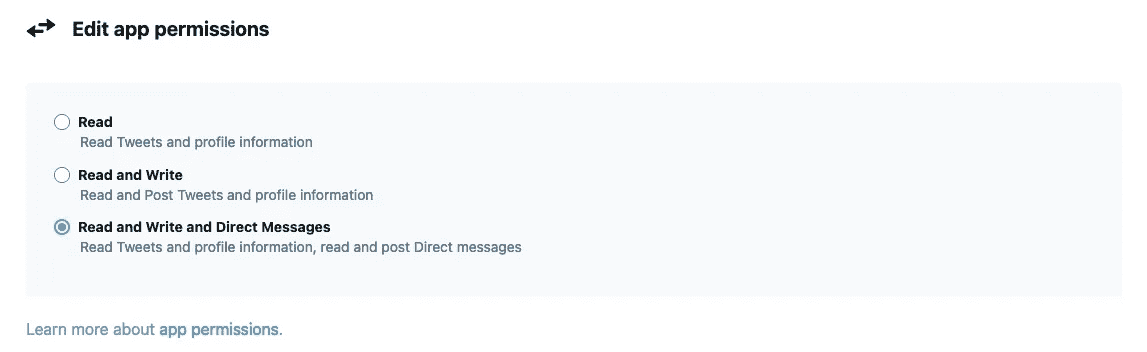 Edit app permissions
Read
Read Tweets and profile information
Read and Write
Read and Post Tweets and profile information
Read and Write and Direct Messages
Read Tweets and profile information, read and post Direct messages
Learn more about app permissions.